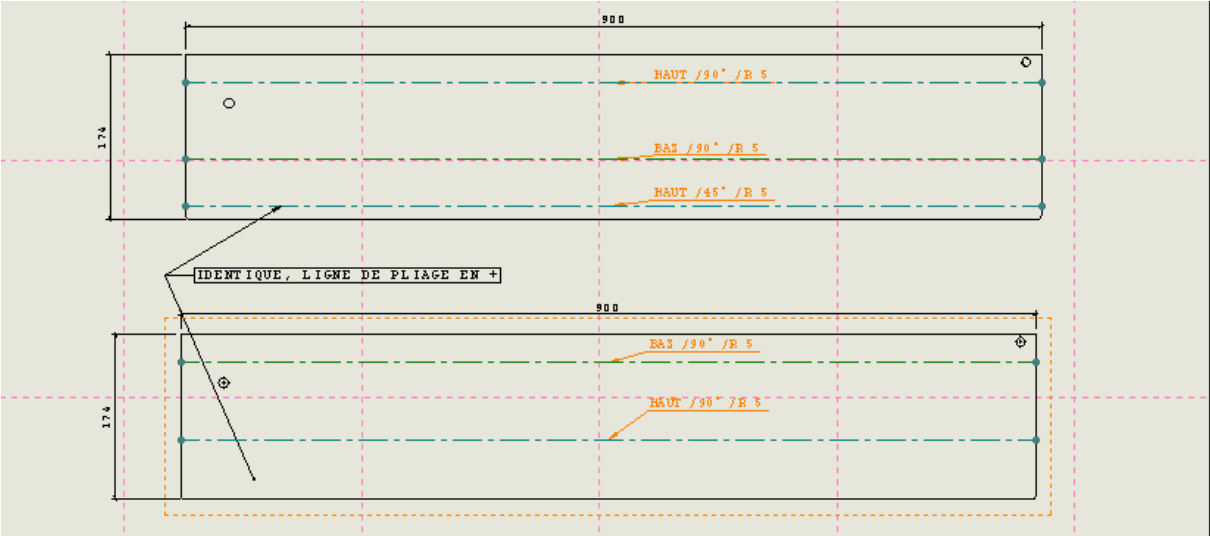 900
HAUT /90° /R 5
174
BAS /90° /R 5
HAUT /45° /R 5
IDENTIQUE, LIGNE DE PLIAGE EN +
900
BAS /90° /R 5
HAUT /90° /R 5
174